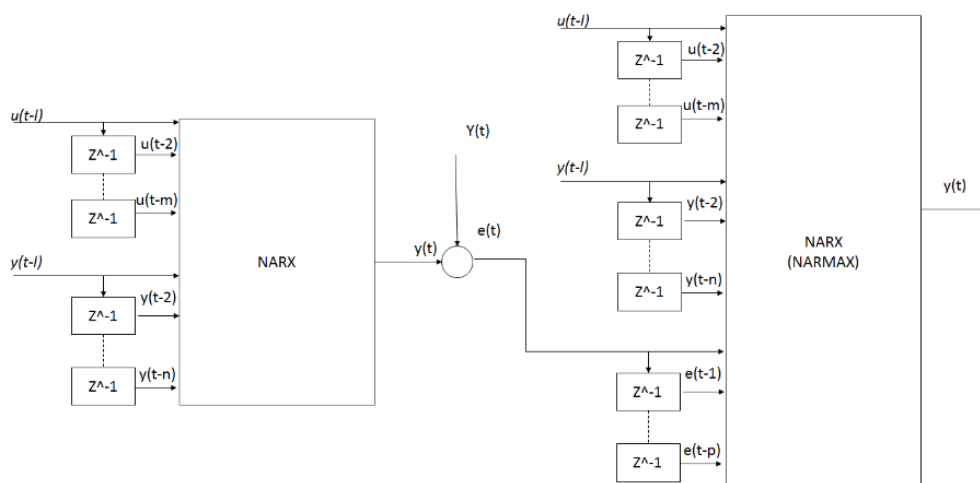 u(t-l)
Z^-1
u(t-2)
Z^-1
u(t-m)
y(t-l)
Z^-1
y(t-2)
Z^-1
y(t-n)
NARX
y(t)
Y(t)
e(t)
u(t-l)
Z^-1
u(t-2)
Z^-1
u(t-m)
y(t-l)
Z^-1
y(t-2)
Z^-1
y(t-n)
Z^-1
e(t-1)
Z^-1
e(t-p)
NARX
(NARMAX)
y(t)